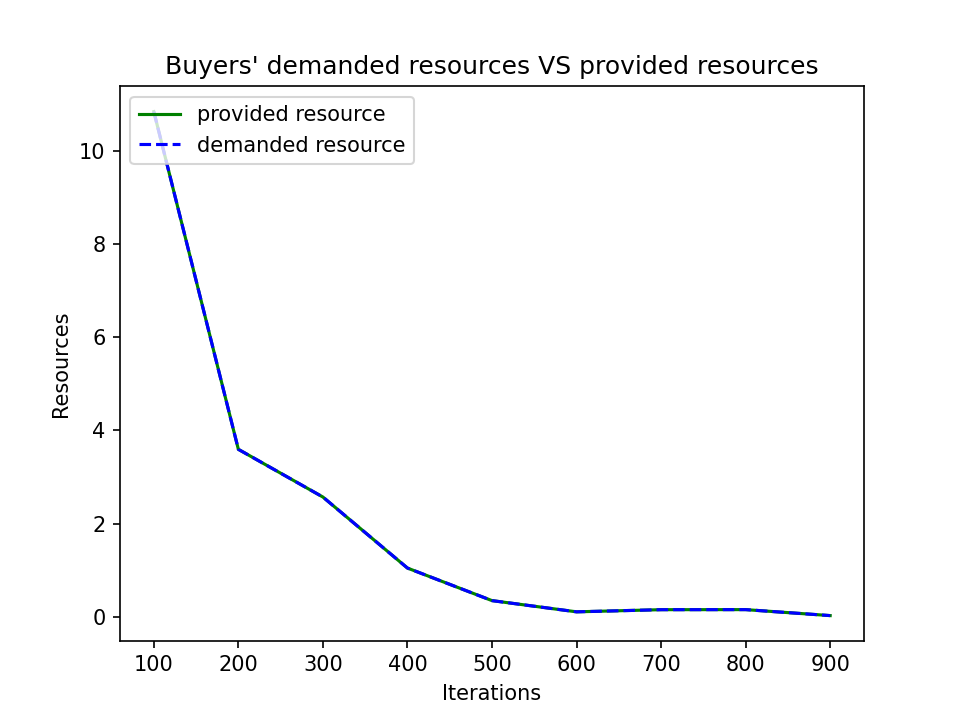 Buyers' demanded resources VS provided resources
provided resource
demanded resource
10
8
6
4
2
0
Resources
100 200 300 400 500 600 700 800 900
Iterations